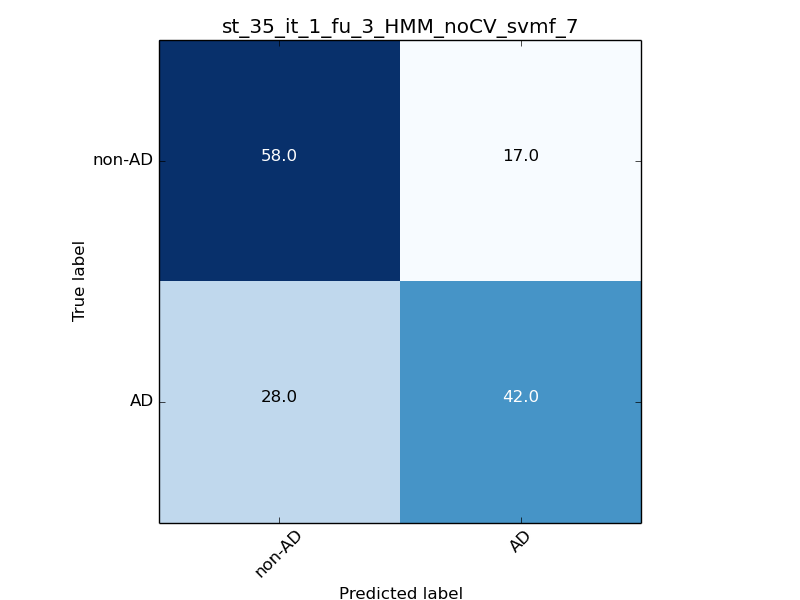 st_35_it_1_fu_3_HMM_noCV_svmf_7
non-AD
58.0
17.0
True label
AD
28.0
42.0
non-AD
AD
Predicted label